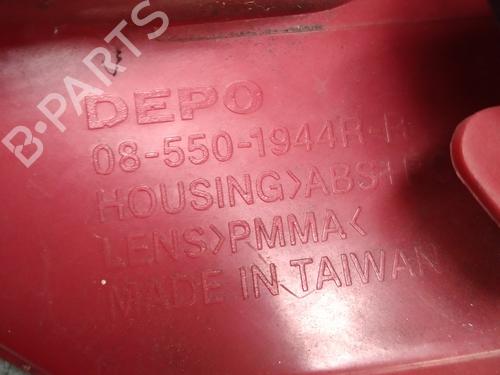 B-PARTS
DEPO
08-550-1944R-R
HOUSING>ABS
LENS>PMMA<
MADE IN TAIWAN